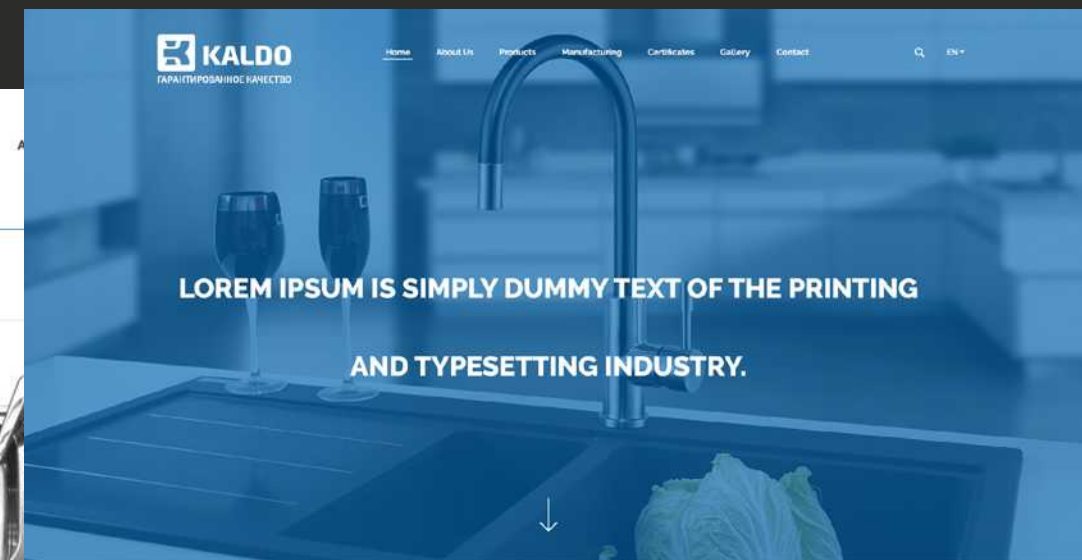 KALDO
ГАРАНТИРОВАННОЕ КАЧЕСТВО
Home About Us Products Manufacturing Certificates Gallery Contact EN
LOREM IPSUM IS SIMPLY DUMMY TEXT OF THE PRINTING
AND TYPESETTING INDUSTRY.